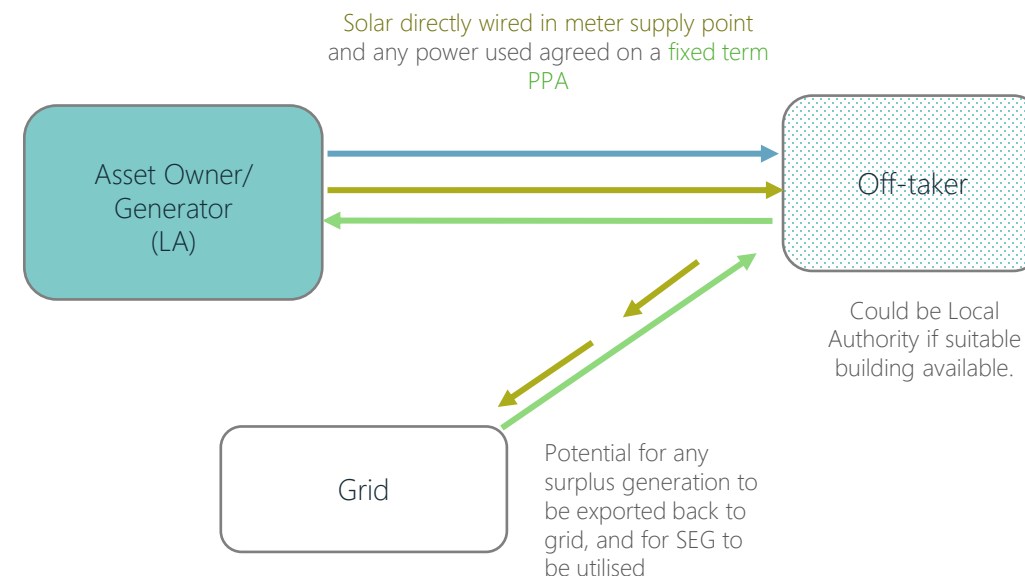 Solar directly wired in meter supply point
and any power used agreed on a fixed term
PPA
Asset Owner/
Generator
(LA)
Off-taker
Could be Local
Authority if suitable
building available.
Grid
Potential for any
surplus generation to
be exported back to
grid, and for SEG to
be utilised